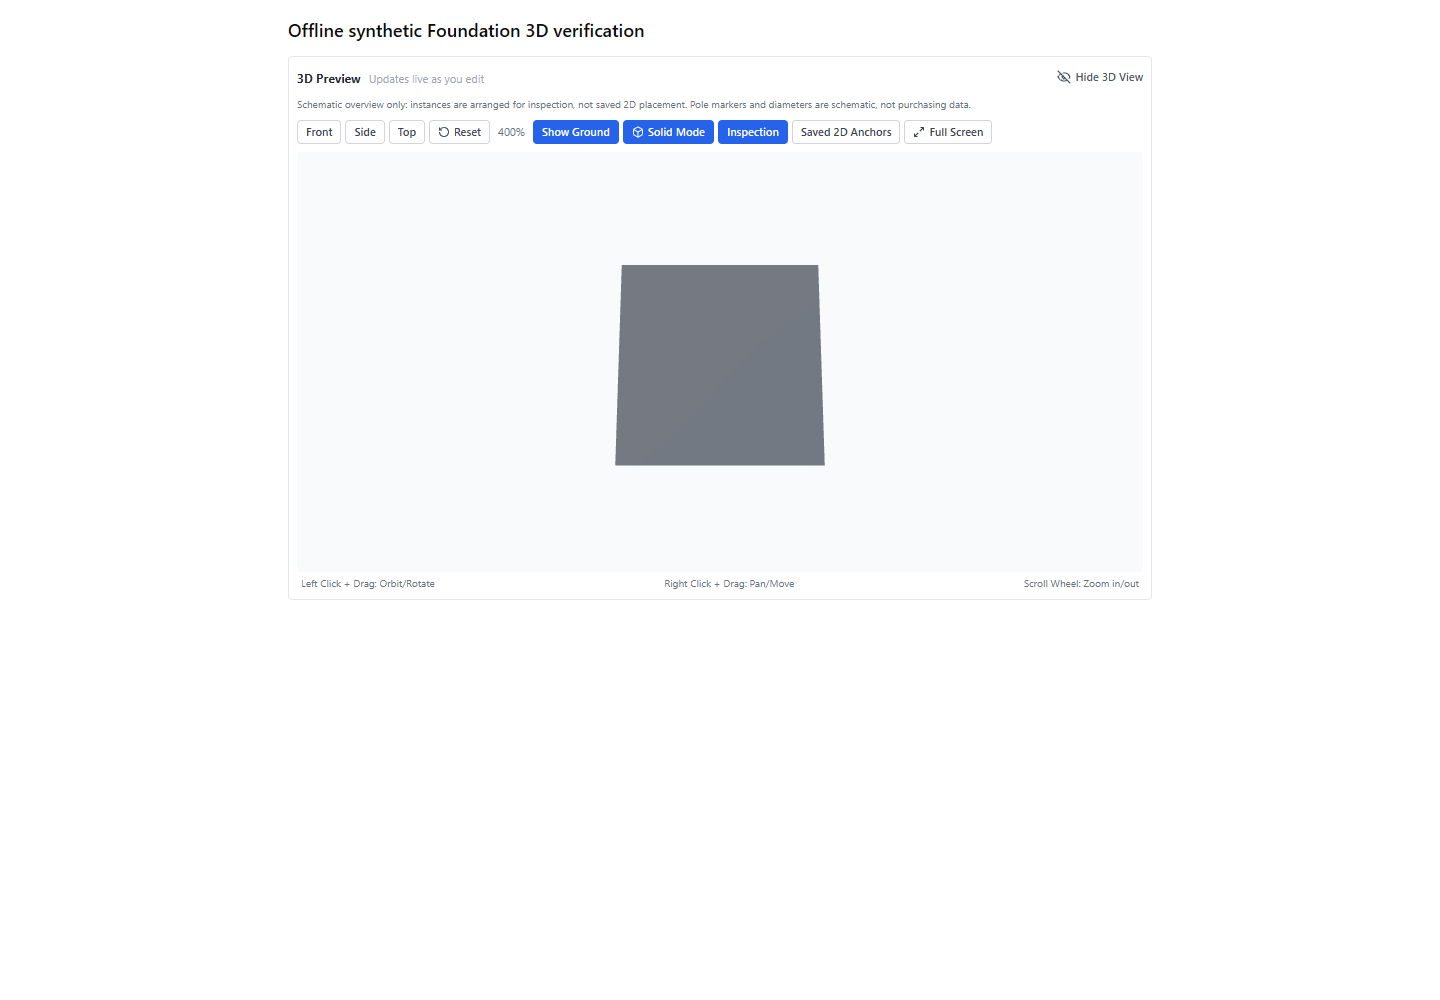 Offline synthetic Foundation 3D verification
3D Preview Updates live as you edit Hide 3D View
Schematic overview only: instances are arranged for inspection, not saved 2D placement. Pole markers and diameters are schematic, not purchasing data.
Front Side Top Reset 400% Show Ground Solid Mode Inspection Saved 2D Anchors Full Screen
Left Click + Drag: Orbit/Rotate Right Click + Drag: Pan/Move Scroll Wheel: Zoom in/out